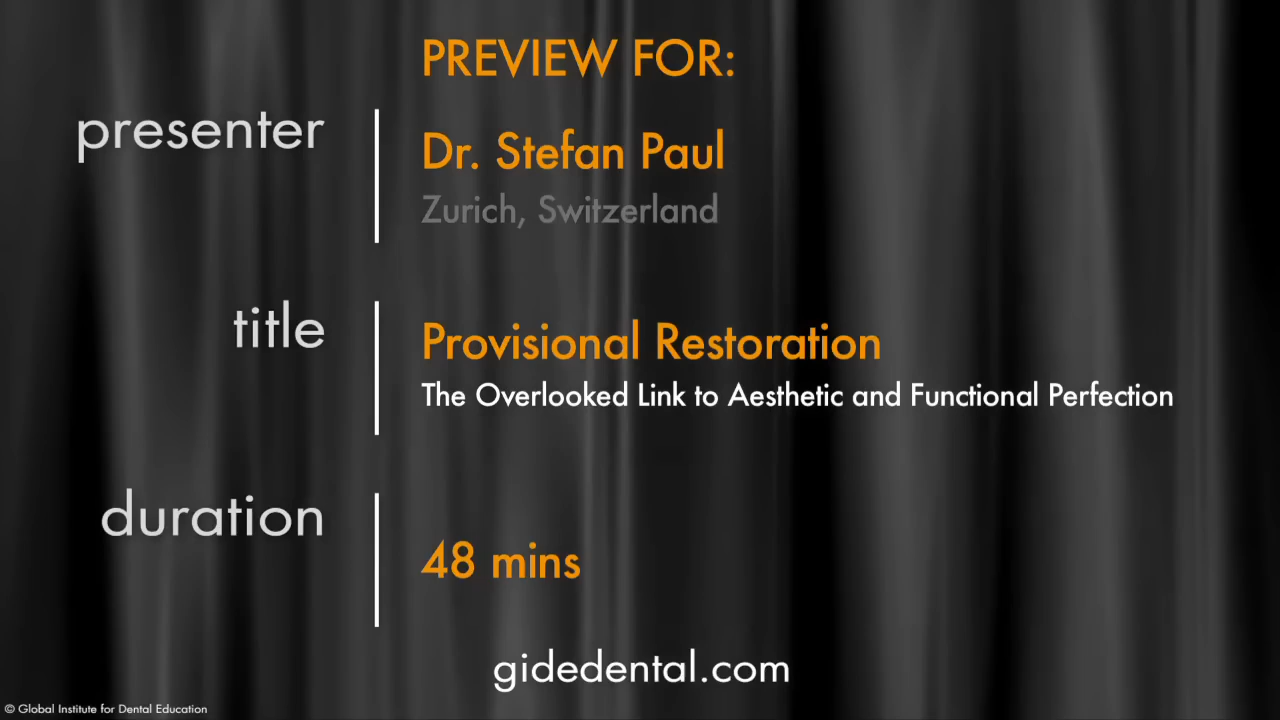 PREVIEW FOR:
presenter
Dr. Stefan Paul
Zurich, Switzerland
title
Provisional Restoration
The Overlooked Link to Aesthetic and Functional Perfection
duration
48 mins
gidedental.com
© Global Institute for Dental Education